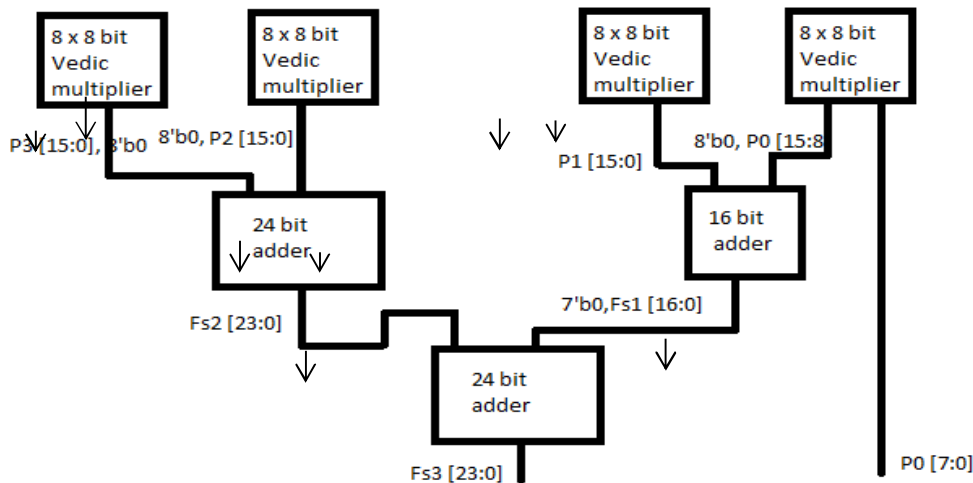 8 x 8 bit
Vedic
multiplier
8 x 8 bit
Vedic
multiplier
8 x 8 bit
Vedic
multiplier
8 x 8 bit
Vedic
multiplier
P3 [15:0], 8'b0
8'b0, P2 [15:0]
P1 [15:0]
8'b0, P0 [15:8
24 bit
adder
16 bit
adder
Fs2 [23:0]
7'b0,Fs1 [16:0]
24 bit
adder
Fs3 [23:0]
P0 [7:0]